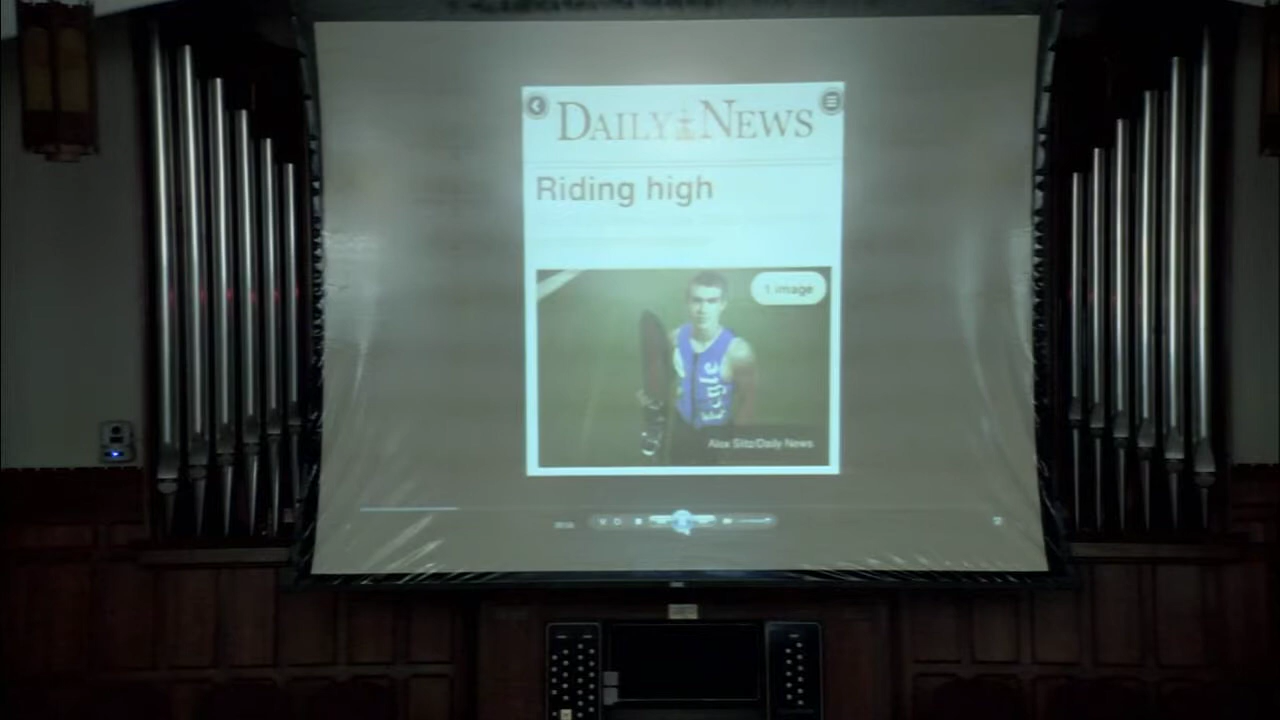 DAILY NEWS
Riding high
1 image
Eagle
Alex Slitz/Daily News